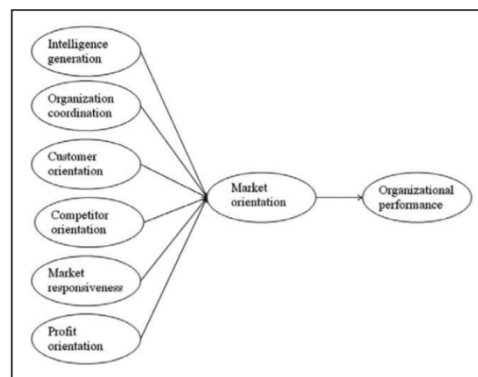 Intelligence
generation
Organization
coordination
Customer
orientation
Competitor
orientation
Market
responsiveness
Profit
orientation
Market
orientation
Organizational
performance